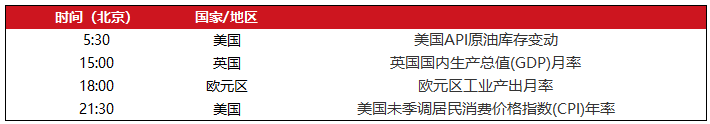 时间（北京） 国家/地区
5:30 美国 美国API原油库存变动
15:00 英国 英国国内生产总值(GDP)月率
18:00 欧元区 欧元区工业产出月率
21:30 美国 美国未季调居民消费价格指数(CPI)年率